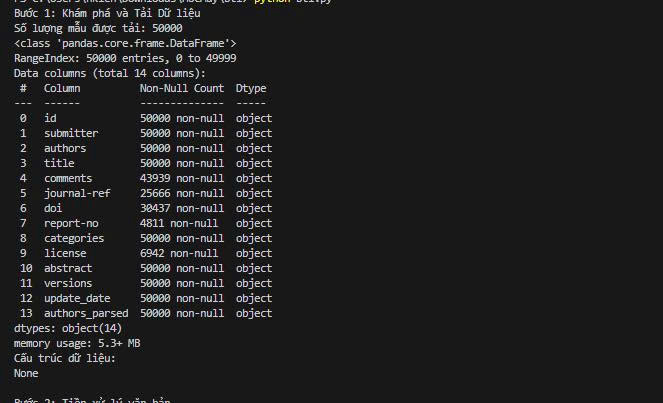 Bước 1: Khám phá và Tải Dữ liệu
Số lượng mẫu được tải: 50000
<class 'pandas.core.frame.DataFrame'>
RangeIndex: 50000 entries, 0 to 49999
Data columns (total 14 columns):
 #   Column          Non-Null Count  Dtype
---  ------          --------------  -----
 0   id              50000 non-null  object
 1   submitter       50000 non-null  object
 2   authors         50000 non-null  object
 3   title           50000 non-null  object
 4   comments        43939 non-null  object
 5   journal-ref     25666 non-null  object
 6   doi             30437 non-null  object
 7   report-no       4811 non-null   object
 8   categories      50000 non-null  object
 9   license         6942 non-null   object
 10  abstract        50000 non-null  object
 11  versions        50000 non-null  object
 12  update_date     50000 non-null  object
 13  authors_parsed  50000 non-null  object
dtypes: object(14)
memory usage: 5.3+ MB
Cấu trúc dữ liệu:
None
Bước 2: Tiền xử lý văn bản